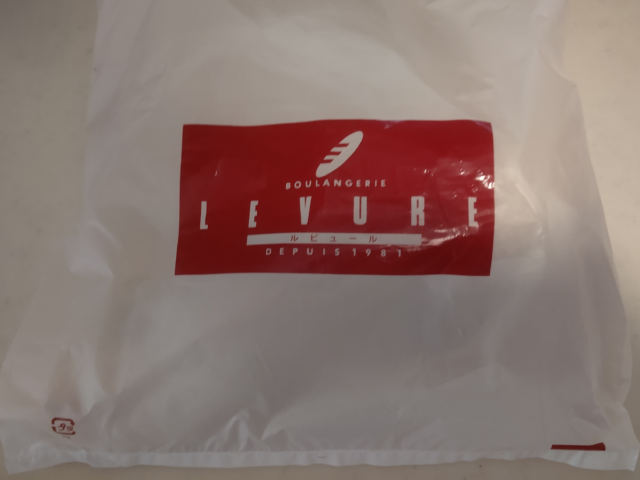 BOULANGERIE
LEVURE
ルビュール
DEPUIS 1981